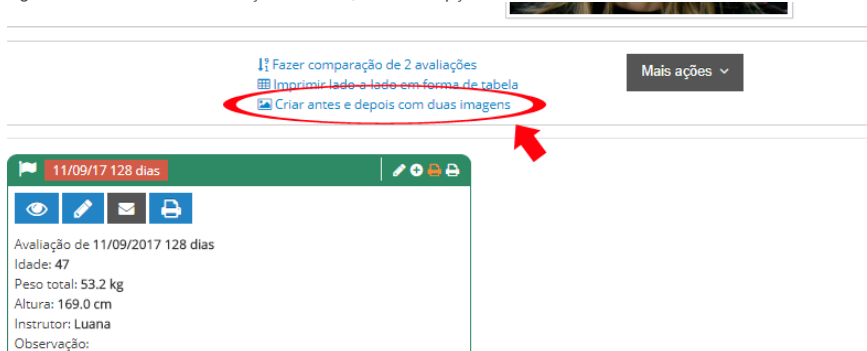 Fazer comparação de 2 avaliações
Imprimir lado-a-lado em forma de tabela
Criar antes e depois com duas imagens
Mais ações
11/09/17 128 dias
Avaliação de 11/09/2017 128 dias
Idade: 47
Peso total: 53.2 kg
Altura: 169.0 cm
Instrutor: Luana
Observação: